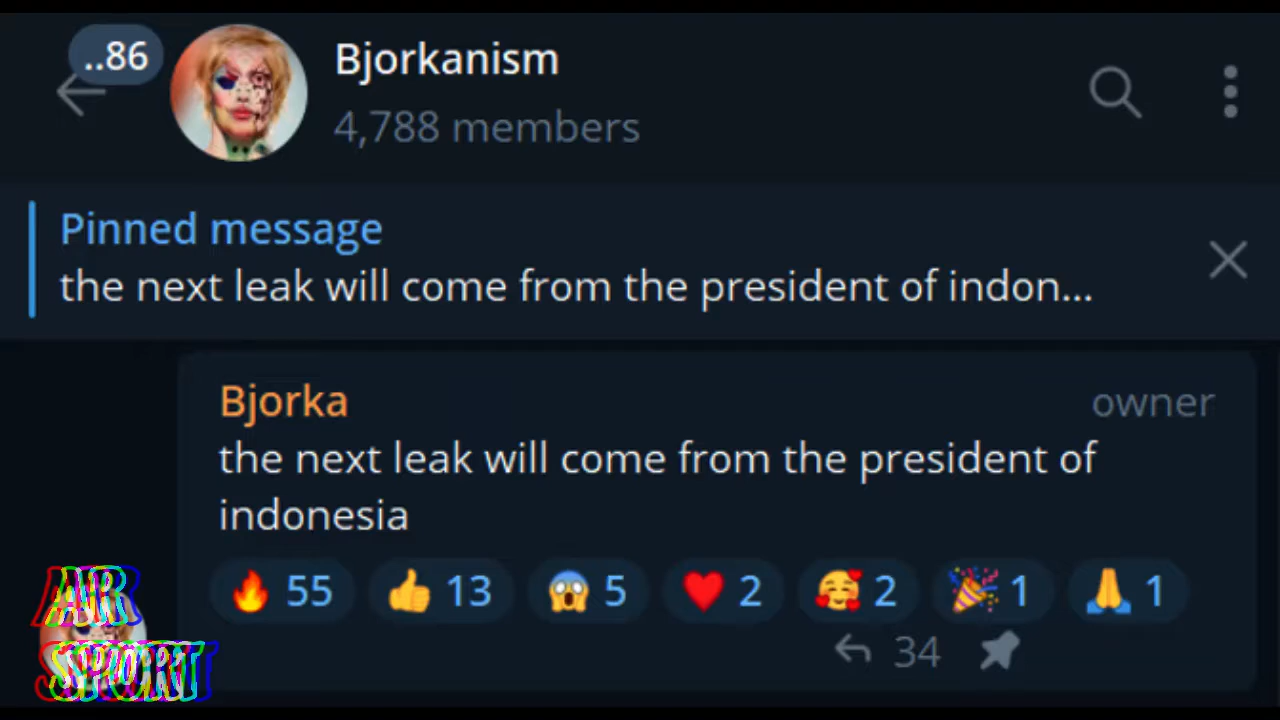 ..86
Bjorkanism
4,788 members
Pinned message
the next leak will come from the president of indon...
Bjorka
owner
the next leak will come from the president of
indonesia
55 13 5 2 2 1 1
34
AR
SPORT